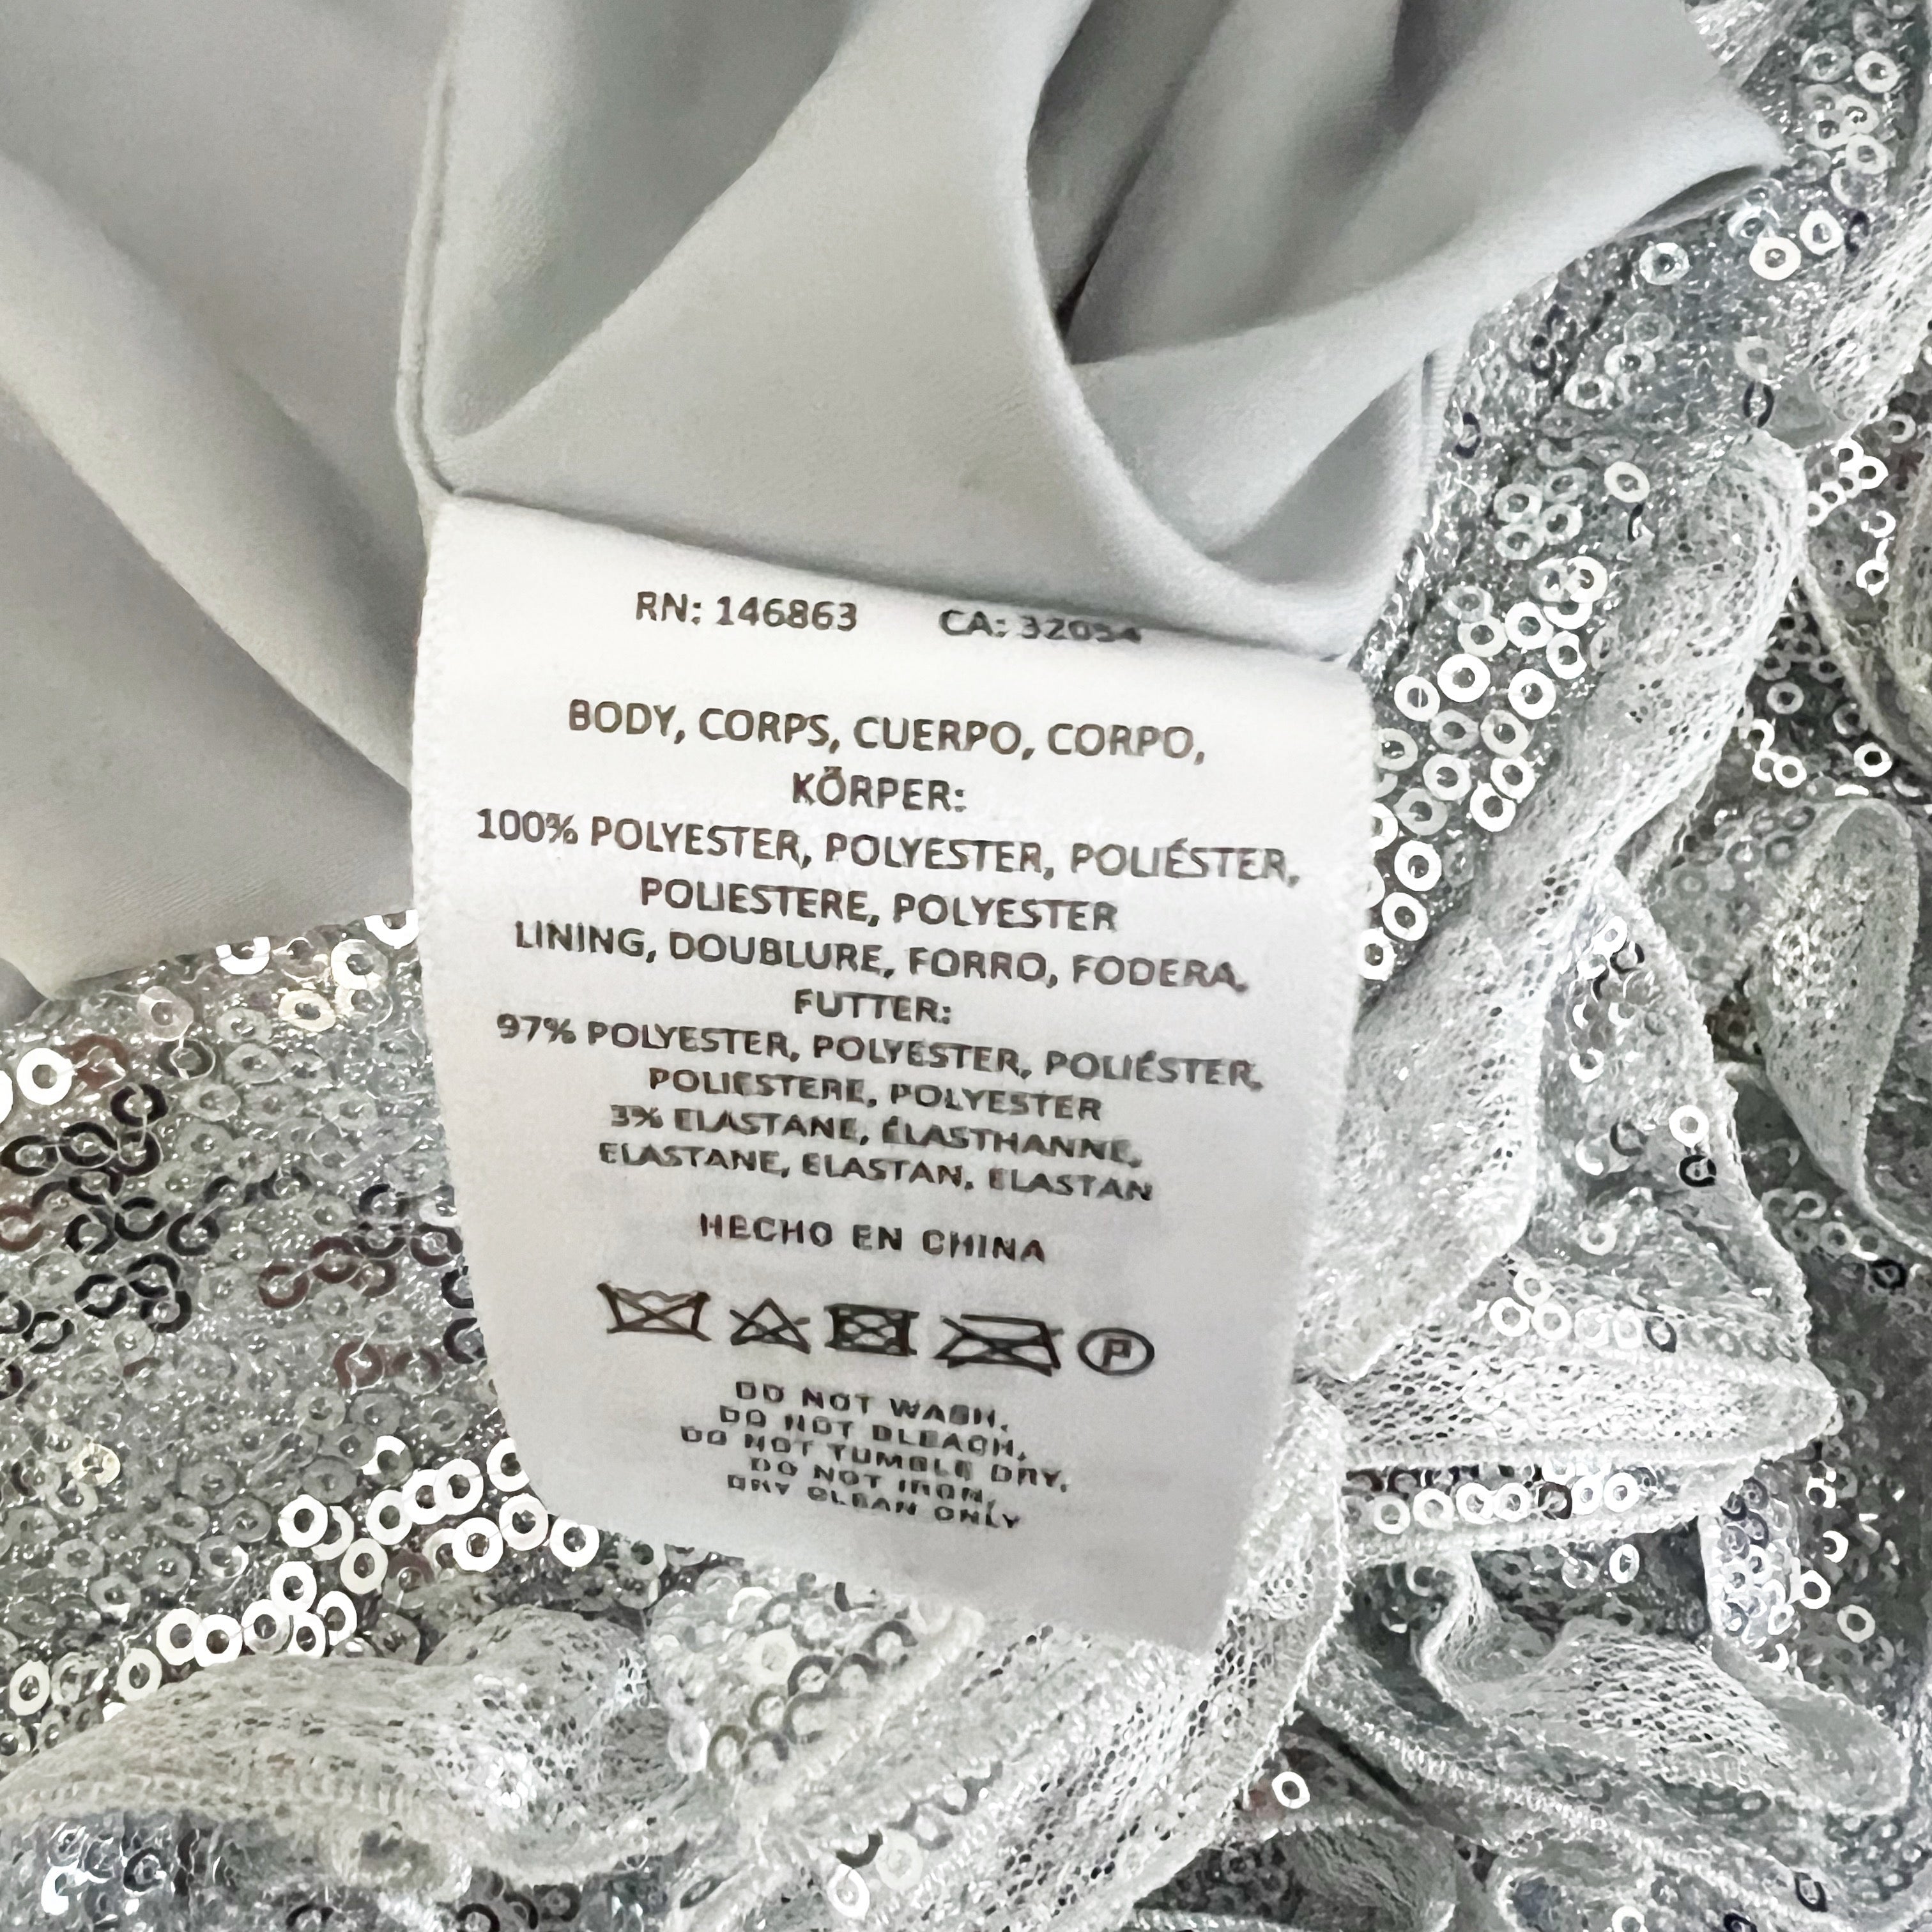 RN: 146863 CA: 32054
BODY, CORPS, CUERPO, CORPO,
KÖRPER:
100% POLYESTER, POLYESTER, POLIÉSTER,
POLIESTERE, POLYESTER
LINING, DOUBLURE, FORRO, FODERA,
FUTTER:
97% POLYESTER, POLYESTER, POLIÉSTER,
POLIESTERE, POLYESTER
3% ELASTANE, ÉLASTHANNE,
ELASTANE, ELASTAN, ELASTAN
HECHO EN CHINA
P
DO NOT WASH,
DO NOT BLEACH,
DO NOT TUMBLE DRY,
DO NOT IRON,
DRY CLEAN ONLY